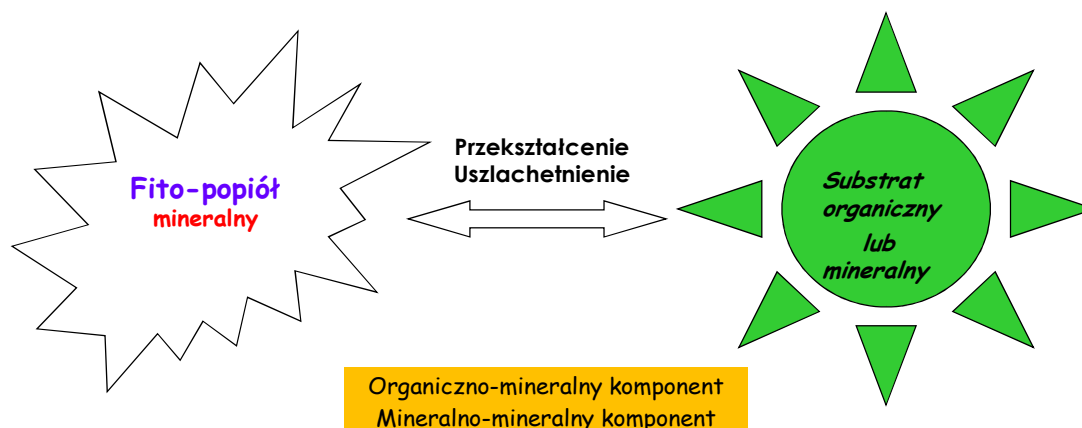 Fito-popiół
mineralny
Przekształcenie
Uszlachetnienie
Substrat
organiczny
lub
mineralny
Organiczno-mineralny komponent
Mineralno-mineralny komponent